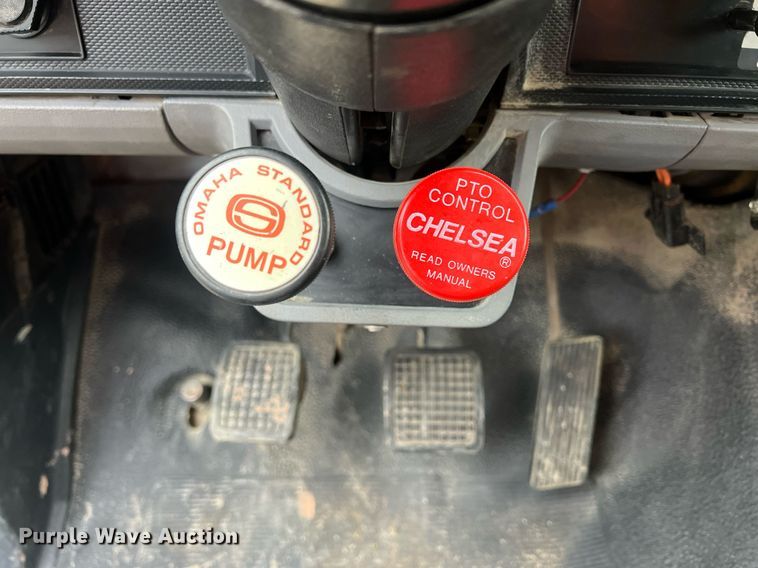 OMAHA STANDARD
PUMP
PTO
CONTROL
CHELSEA®
READ OWNERS
MANUAL
Purple Wave Auction